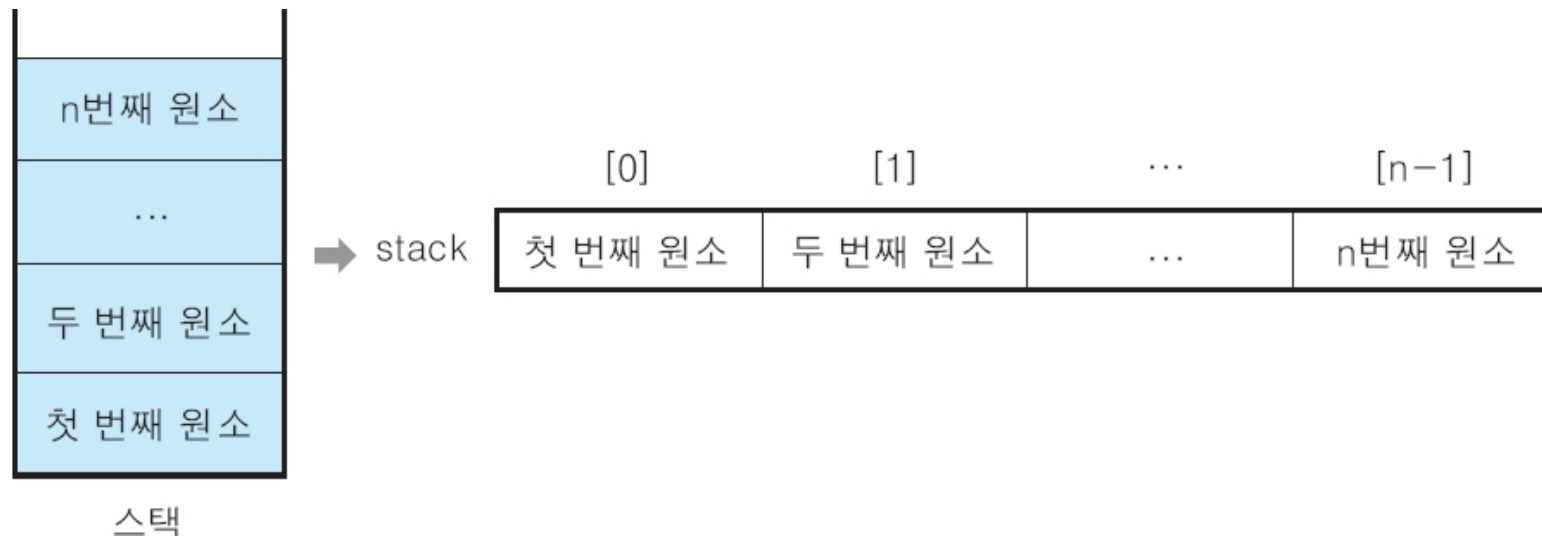 n번째 원소
...
두 번째 원소
첫 번째 원소
스택
stack
[0] [1] ... [n-1]
첫 번째 원소 두 번째 원소 ... n번째 원소